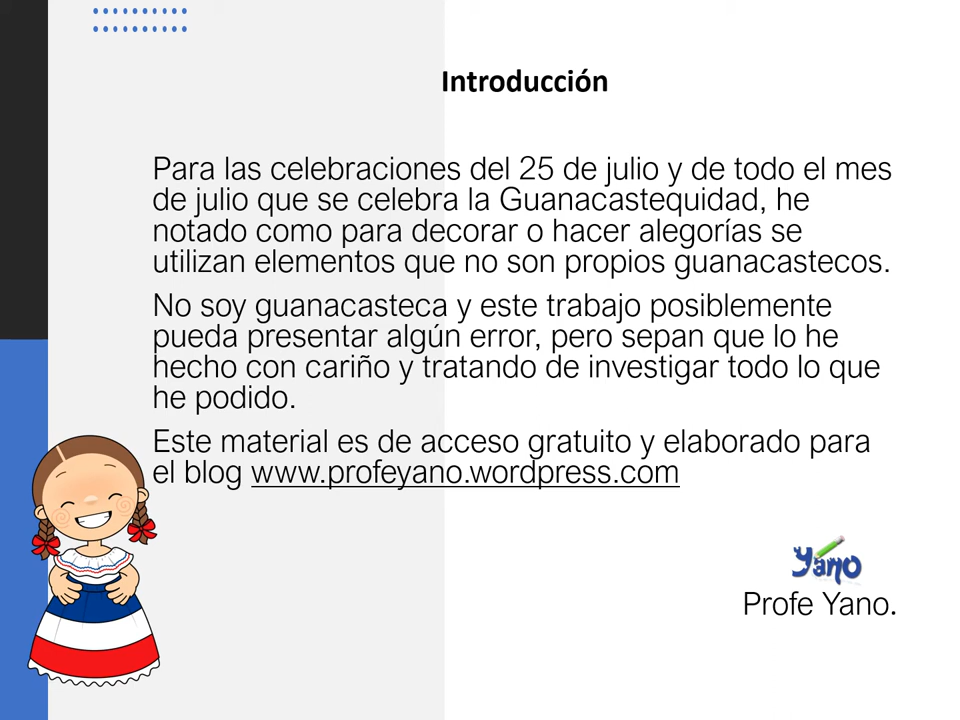 Introducción
Para las celebraciones del 25 de julio y de todo el mes
de julio que se celebra la Guanacastequidad, he
notado como para decorar o hacer alegorías se
utilizan elementos que no son propios guanacastecos.
No soy guanacasteca y este trabajo posiblemente
pueda presentar algún error, pero sepan que lo he
hecho con cariño y tratando de investigar todo lo que
he podido.
Este material es de acceso gratuito y elaborado para
el blog www.profeyano.wordpress.com
Yano
Profe Yano.